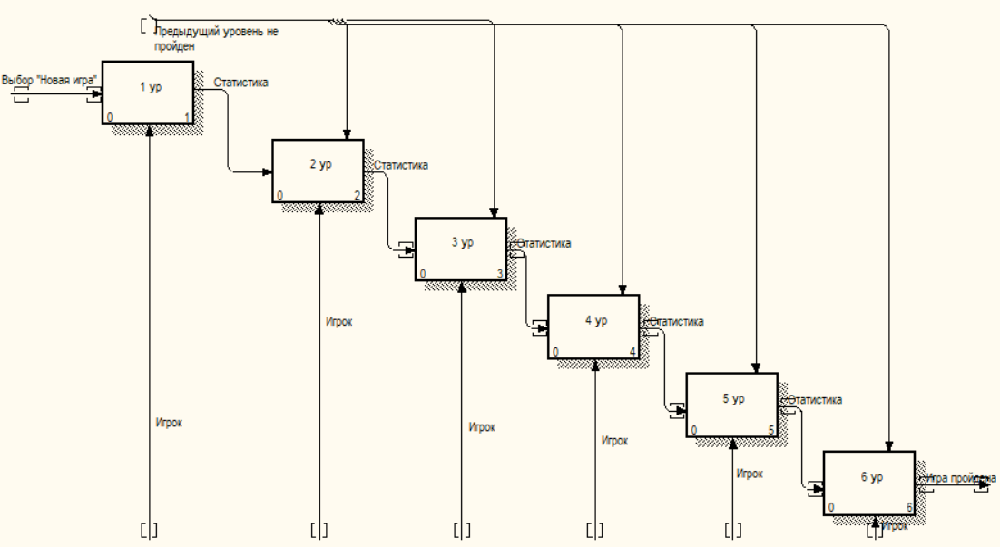 Предыдущий уровень не
пройден
Выбор "Новая игра"
1 ур
0
1
Статистика
2 ур
0
2
Статистика
3 ур
0
3
Статистика
4 ур
0
4
Статистика
5 ур
0
5
Статистика
6 ур
0
6
Игра пройдена
Игрок
Игрок
Игрок
Игрок
Игрок
Игрок